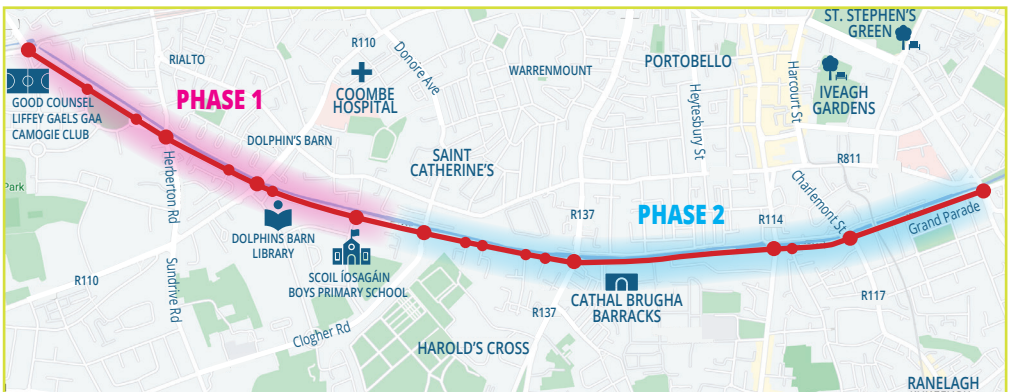 ST. STEPHEN'S
GREEN
R110
Donore Ave
RIALTO
WARRENMOUNT
PORTOBELLO
Harcourt St
IVEAGH
GARDENS
GOOD COUNSEL
LIFFEY GAELS GAA
CAMOGIE CLUB
PHASE 1
COOMBE
HOSPITAL
Heytesbury St
DOLPHIN'S BARN
SAINT
CATHERINE'S
R811
Herberton Rd
Park
Charlemont St
DOLPHINS BARN
LIBRARY
R137
PHASE 2
R114
Grand Parade
SCOIL ÍOSAGÁIN
BOYS PRIMARY SCHOOL
R110
Sundrive Rd
CATHAL BRUGHA
BARRACKS
R137
R117
Clogher Rd
HAROLD'S CROSS
RANELAGH